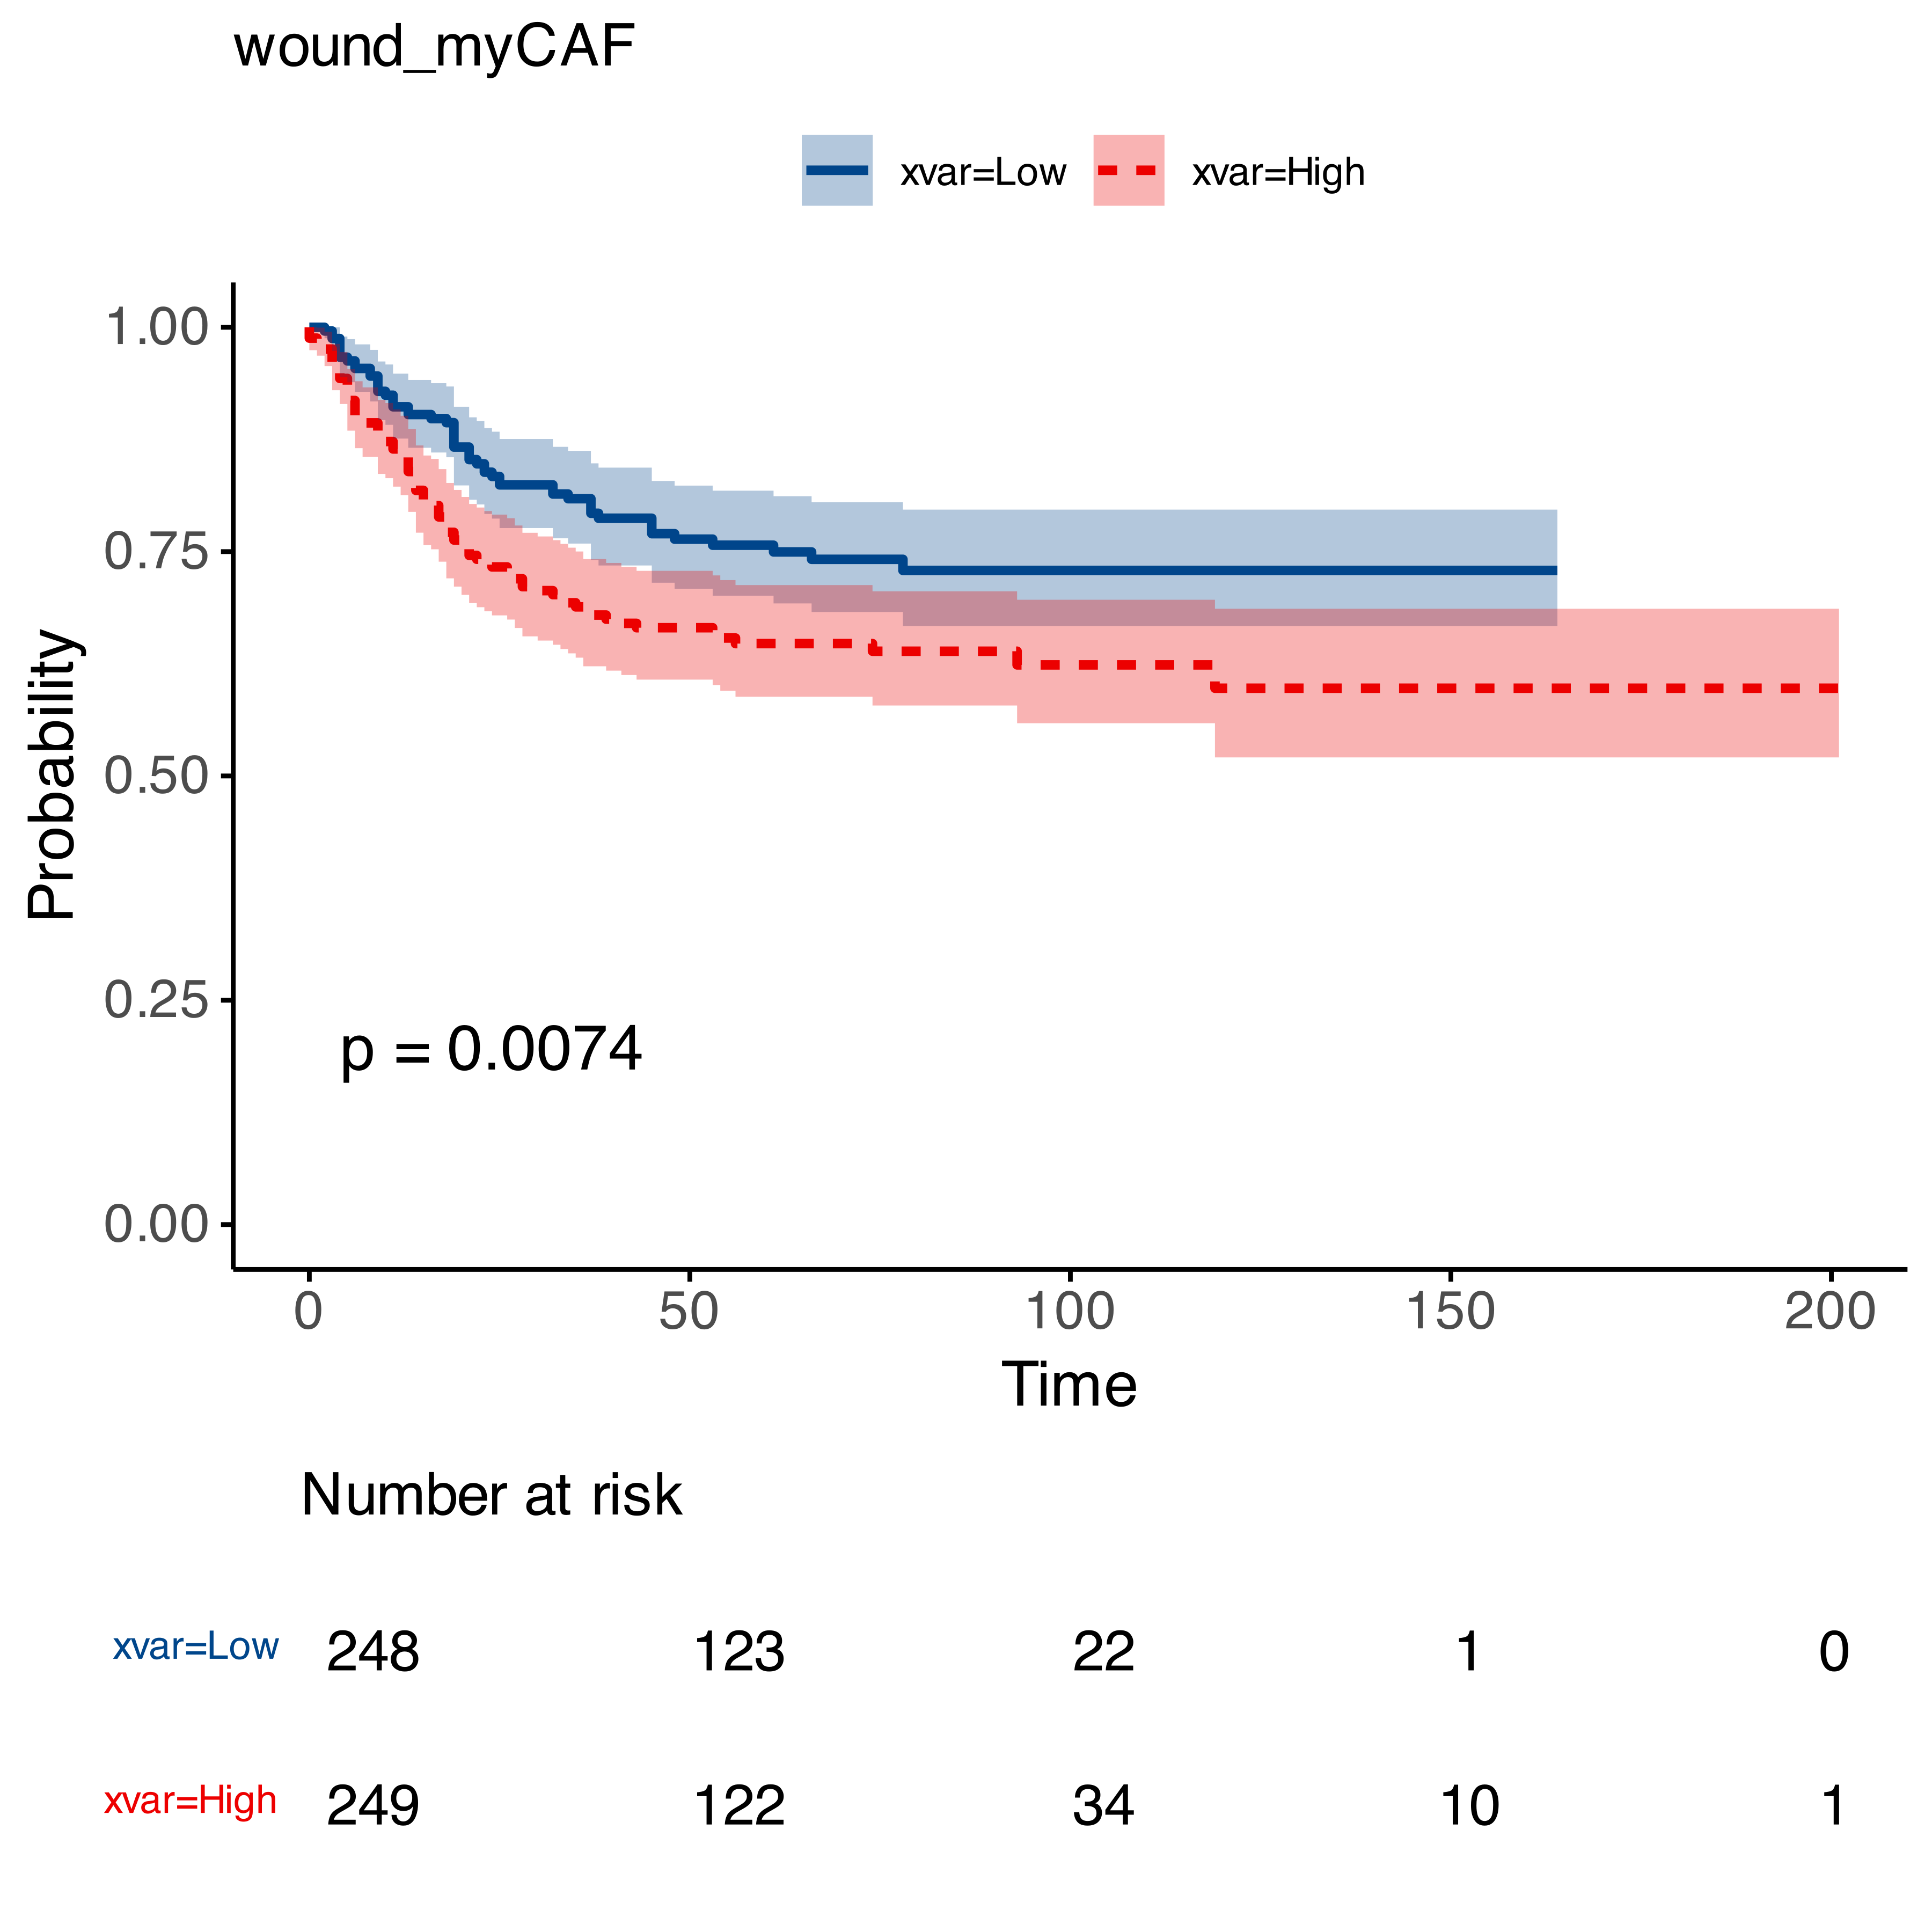 wound_myCAF
xvar=Low xvar=High
1.00
0.75
0.50
0.25
0.00
Probability
p = 0.0074
0 50 100 150 200
Time
Number at risk
xvar=Low 248 123 22 1 0
xvar=High 249 122 34 10 1